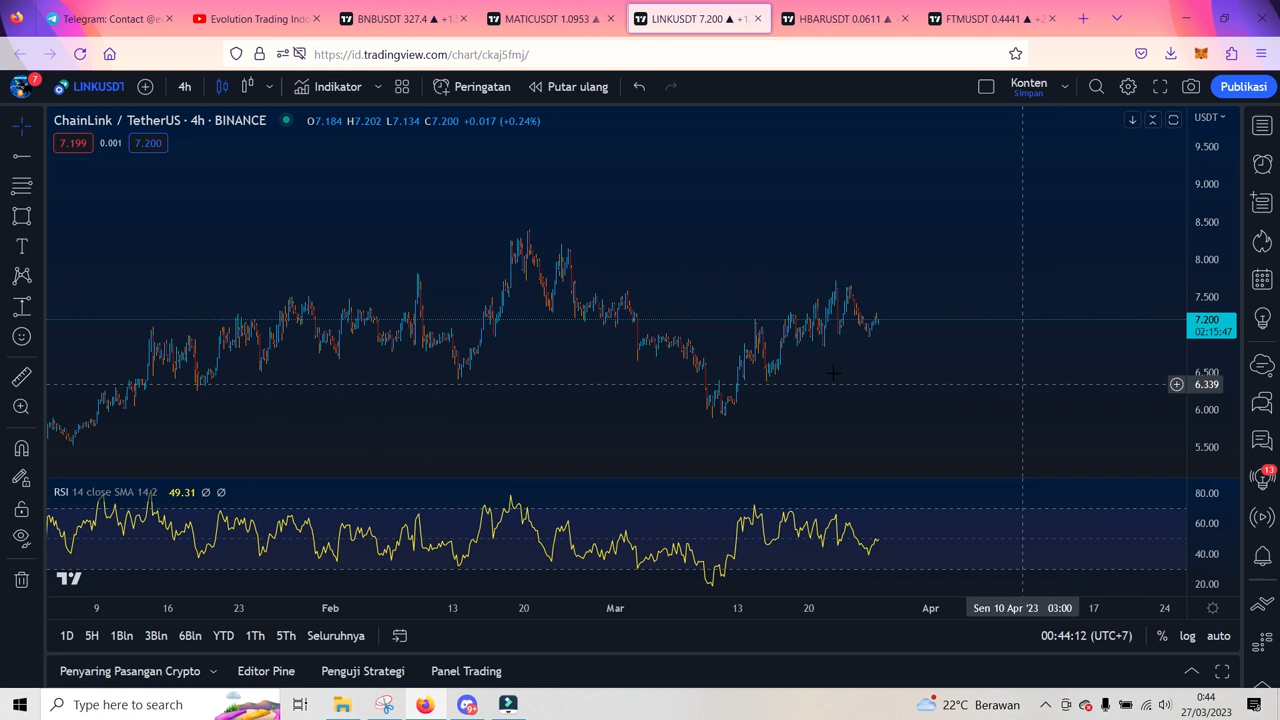 Telegram: Contact @e
Evolution Trading Ind
BNBUSDT 327.4 ▲ +1.
MATICUSDT 1.0953 ▲
LINKUSDT 7.200 ▲ +1.
HBARUSDT 0.0611 ▲
FTMUSDT 0.4441 ▲ +2
https://id.tradingview.com/chart/ckaj5fmj/
7
LINKUSDT
4h
Indikator
Peringatan
Putar ulang
Konten
Simpan
Publikasi
ChainLink / TetherUS · 4h · BINANCE
O7.184 H7.202 L7.134 C7.200 +0.017 (+0.24%)
USDT
7.199
0.001
7.200
9.500
9.000
8.500
8.000
7.500
7.200
02:15:47
6.500
6.339
6.000
5.500
RSI 14 close SMA 14 2 49.31 ∅ ∅
80.00
60.00
40.00
20.00
13
9
16
23
Feb
13
20
Mar
13
20
Apr
Sen 10 Apr '23 03:00
17
24
1D
5H
1Bln
3Bln
6Bln
YTD
1Th
5Th
Seluruhnya
00:44:12 (UTC+7)
%
log
auto
Penyaring Pasangan Crypto
Editor Pine
Penguji Strategi
Panel Trading
Type here to search
22°C Berawan
0:44
27/03/2023